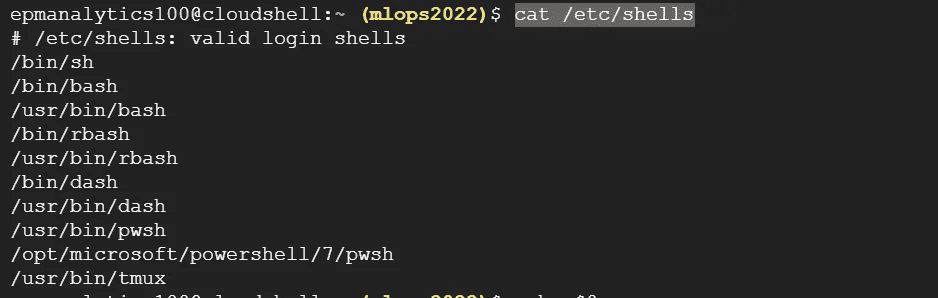 epmanalytics100@cloudshell:~ (mlops2022)$ cat /etc/shells
# /etc/shells: valid login shells
/bin/sh
/bin/bash
/usr/bin/bash
/bin/rbash
/usr/bin/rbash
/bin/dash
/usr/bin/dash
/usr/bin/pwsh
/opt/microsoft/powershell/7/pwsh
/usr/bin/tmux